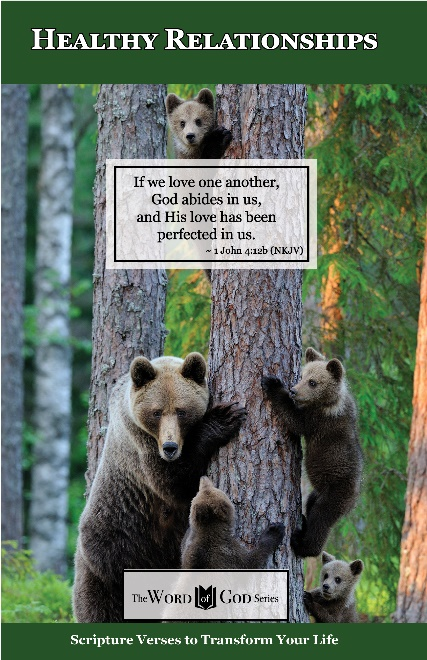 Healthy Relationships
If we love one another,
God abides in us,
and His love has been
perfected in us.
~ 1 John 4:12b (NKJV)
The Word of God Series
Scripture Verses to Transform Your Life